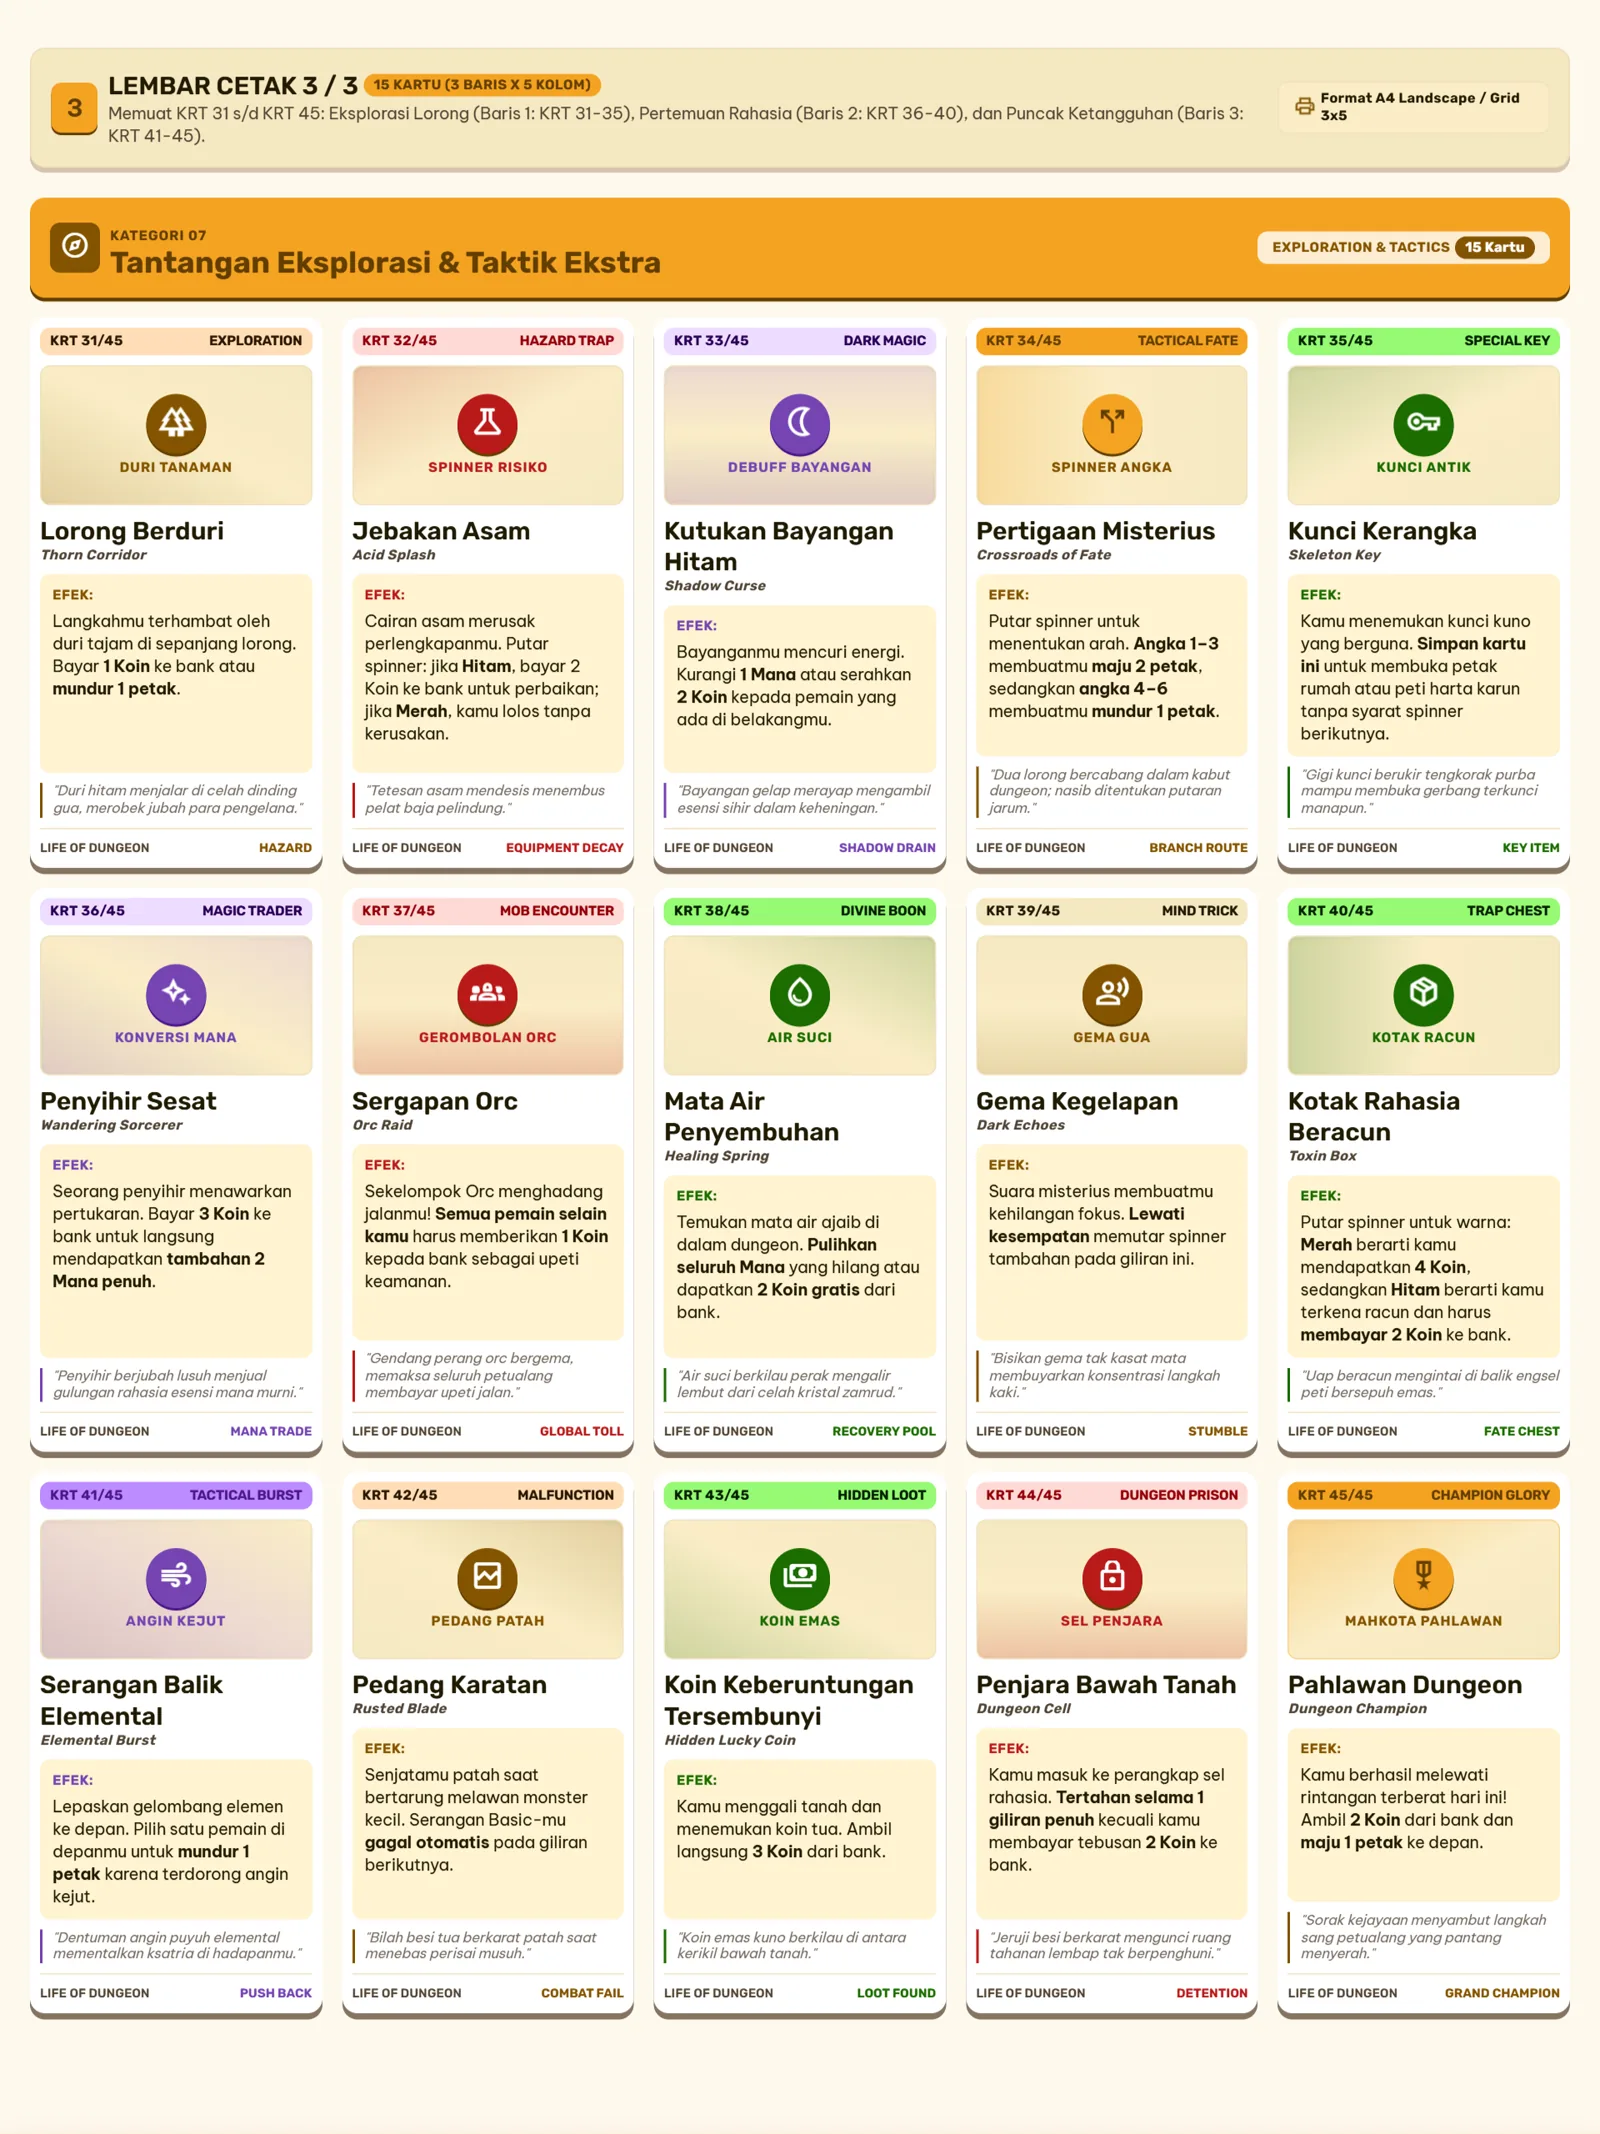 3
LEMBAR CETAK 3 / 3
15 KARTU (3 BARIS X 5 KOLOM)
Memuat KRT 31 s/d KRT 45: Eksplorasi Lorong (Baris 1: KRT 31-35), Pertemuan Rahasia (Baris 2: KRT 36-40), dan Puncak Ketangguhan (Baris 3:
KRT 41-45).
Format A4 Landscape / Grid
3x5
KATEGORI 07
Tantangan Eksplorasi & Taktik Ekstra
EXPLORATION & TACTICS 15 Kartu
KRT 31/45 EXPLORATION
DURI TANAMAN
Lorong Berduri
Thorn Corridor
EFEK:
Langkahmu terhambat oleh
duri tajam di sepanjang lorong.
Bayar 1 Koin ke bank atau
mundur 1 petak.
"Duri hitam menjalar di celah dinding
gua, merobek jubah para pengelana."
LIFE OF DUNGEON HAZARD
KRT 32/45 HAZARD TRAP
SPINNER RISIKO
Jebakan Asam
Acid Splash
EFEK:
Cairan asam merusak
perlengkapanmu. Putar
spinner: jika Hitam, bayar 2
Koin ke bank untuk perbaikan;
jika Merah, kamu lolos tanpa
kerusakan.
"Tetesan asam mendesis menembus
pelat baja pelindung."
LIFE OF DUNGEON EQUIPMENT DECAY
KRT 33/45 DARK MAGIC
DEBUFF BAYANGAN
Kutukan Bayangan
Hitam
Shadow Curse
EFEK:
Bayanganmu mencuri energi.
Kurangi 1 Mana atau serahkan
2 Koin kepada pemain yang
ada di belakangmu.
"Bayangan gelap merayap mengambil
esensi sihir dalam keheningan."
LIFE OF DUNGEON SHADOW DRAIN
KRT 34/45 TACTICAL FATE
SPINNER ANGKA
Pertigaan Misterius
Crossroads of Fate
EFEK:
Putar spinner untuk
menentukan arah. Angka 1-3
membuatmu maju 2 petak,
sedangkan angka 4-6
membuatmu mundur 1 petak.
"Dua lorong bercabang dalam kabut
dungeon; nasib ditentukan putaran
jarum."
LIFE OF DUNGEON BRANCH ROUTE
KRT 35/45 SPECIAL KEY
KUNCI ANTIK
Kunci Kerangka
Skeleton Key
EFEK:
Kamu menemukan kunci kuno
yang berguna. Simpan kartu
ini untuk membuka petak
rumah atau peti harta karun
tanpa syarat spinner
berikutnya.
"Gigi kunci berukir tengkorak purba
mampu membuka gerbang terkunci
manapun."
LIFE OF DUNGEON KEY ITEM
KRT 36/45 MAGIC TRADER
KONVERSI MANA
Penyihir Sesat
Wandering Sorcerer
EFEK:
Seorang penyihir menawarkan
pertukaran. Bayar 3 Koin ke
bank untuk langsung
mendapatkan tambahan 2
Mana penuh.
"Penyihir berjubah lusuh menjual
gulungan rahasia esensi mana murni."
LIFE OF DUNGEON MANA TRADE
KRT 37/45 MOB ENCOUNTER
GEROMBOLAN ORC
Sergapan Orc
Orc Raid
EFEK:
Sekelompok Orc menghadang
jalanmu! Semua pemain selain
kamu harus memberikan 1 Koin
kepada bank sebagai upeti
keamanan.
"Gendang perang orc bergema,
memaksa seluruh petualang
membayar upeti jalan."
LIFE OF DUNGEON GLOBAL TOLL
KRT 38/45 DIVINE BOON
AIR SUCI
Mata Air
Penyembuhan
Healing Spring
EFEK:
Temukan mata air ajaib di
dalam dungeon. Pulihkan
seluruh Mana yang hilang atau
dapatkan 2 Koin gratis dari
bank.
"Air suci berkilau perak mengalir
lembut dari celah kristal zamrud."
LIFE OF DUNGEON RECOVERY POOL
KRT 39/45 MIND TRICK
GEMA GUA
Gema Kegelapan
Dark Echoes
EFEK:
Suara misterius membuatmu
kehilangan fokus. Lewati
kesempatan memutar spinner
tambahan pada giliran ini.
"Bisikan gema tak kasat mata
membuyarkan konsentrasi langkah
kaki."
LIFE OF DUNGEON STUMBLE
KRT 40/45 TRAP CHEST
KOTAK RACUN
Kotak Rahasia
Beracun
Toxin Box
EFEK:
Putar spinner untuk warna:
Merah berarti kamu
mendapatkan 4 Koin,
sedangkan Hitam berarti kamu
terkena racun dan harus
membayar 2 Koin ke bank.
"Uap beracun mengintai di balik engsel
peti bersepuh emas."
LIFE OF DUNGEON FATE CHEST
KRT 41/45 TACTICAL BURST
ANGIN KEJUT
Serangan Balik
Elemental
Elemental Burst
EFEK:
Lepaskan gelombang elemen
ke depan. Pilih satu pemain di
depanmu untuk mundur 1
petak karena terdorong angin
kejut.
"Dentuman angin puyuh elemental
mementalkan ksatria di hadapanmu."
LIFE OF DUNGEON PUSH BACK
KRT 42/45 MALFUNCTION
PEDANG PATAH
Pedang Karatan
Rusted Blade
EFEK:
Senjatamu patah saat
bertarung melawan monster
kecil. Serangan Basic-mu
gagal otomatis pada giliran
berikutnya.
"Bilah besi tua berkarat patah saat
menebas perisai musuh."
LIFE OF DUNGEON COMBAT FAIL
KRT 43/45 HIDDEN LOOT
KOIN EMAS
Koin Keberuntungan
Tersembunyi
Hidden Lucky Coin
EFEK:
Kamu menggali tanah dan
menemukan koin tua. Ambil
langsung 3 Koin dari bank.
"Koin emas kuno berkilau di antara
kerikil bawah tanah."
LIFE OF DUNGEON LOOT FOUND
KRT 44/45 DUNGEON PRISON
SEL PENJARA
Penjara Bawah Tanah
Dungeon Cell
EFEK:
Kamu masuk ke perangkap sel
rahasia. Tertahan selama 1
giliran penuh kecuali kamu
membayar tebusan 2 Koin ke
bank.
"Jeruji besi berkarat mengunci ruang
tahanan lembap tak berpenghuni."
LIFE OF DUNGEON DETENTION
KRT 45/45 CHAMPION GLORY
MAHKOTA PAHLAWAN
Pahlawan Dungeon
Dungeon Champion
EFEK:
Kamu berhasil melewati
rintangan terberat hari ini!
Ambil 2 Koin dari bank dan
maju 1 petak ke depan.
"Sorak kejayaan menyambut langkah
sang petualang yang pantang
menyerah."
LIFE OF DUNGEON GRAND CHAMPION